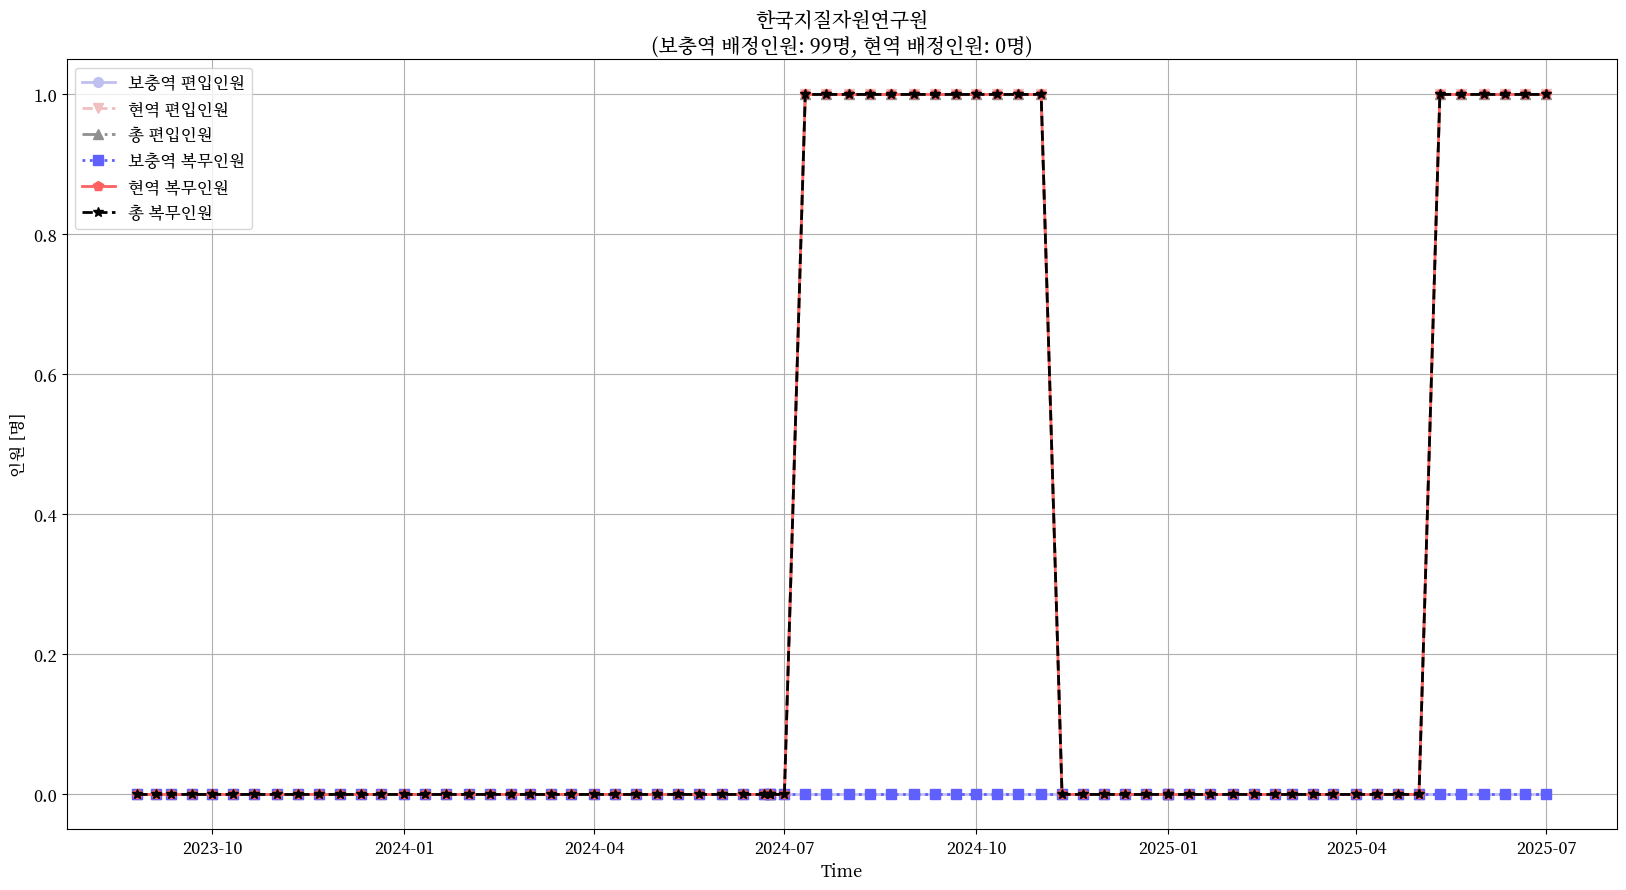 한국지질자원연구원
(보충역 배정인원: 99명, 현역 배정인원: 0명)
보충역 편입인원
현역 편입인원
총 편입인원
보충역 복무인원
현역 복무인원
총 복무인원
인원 [명]
1.0
0.8
0.6
0.4
0.2
0.0
2023-10
2024-01
2024-04
2024-07
2024-10
2025-01
2025-04
2025-07
Time